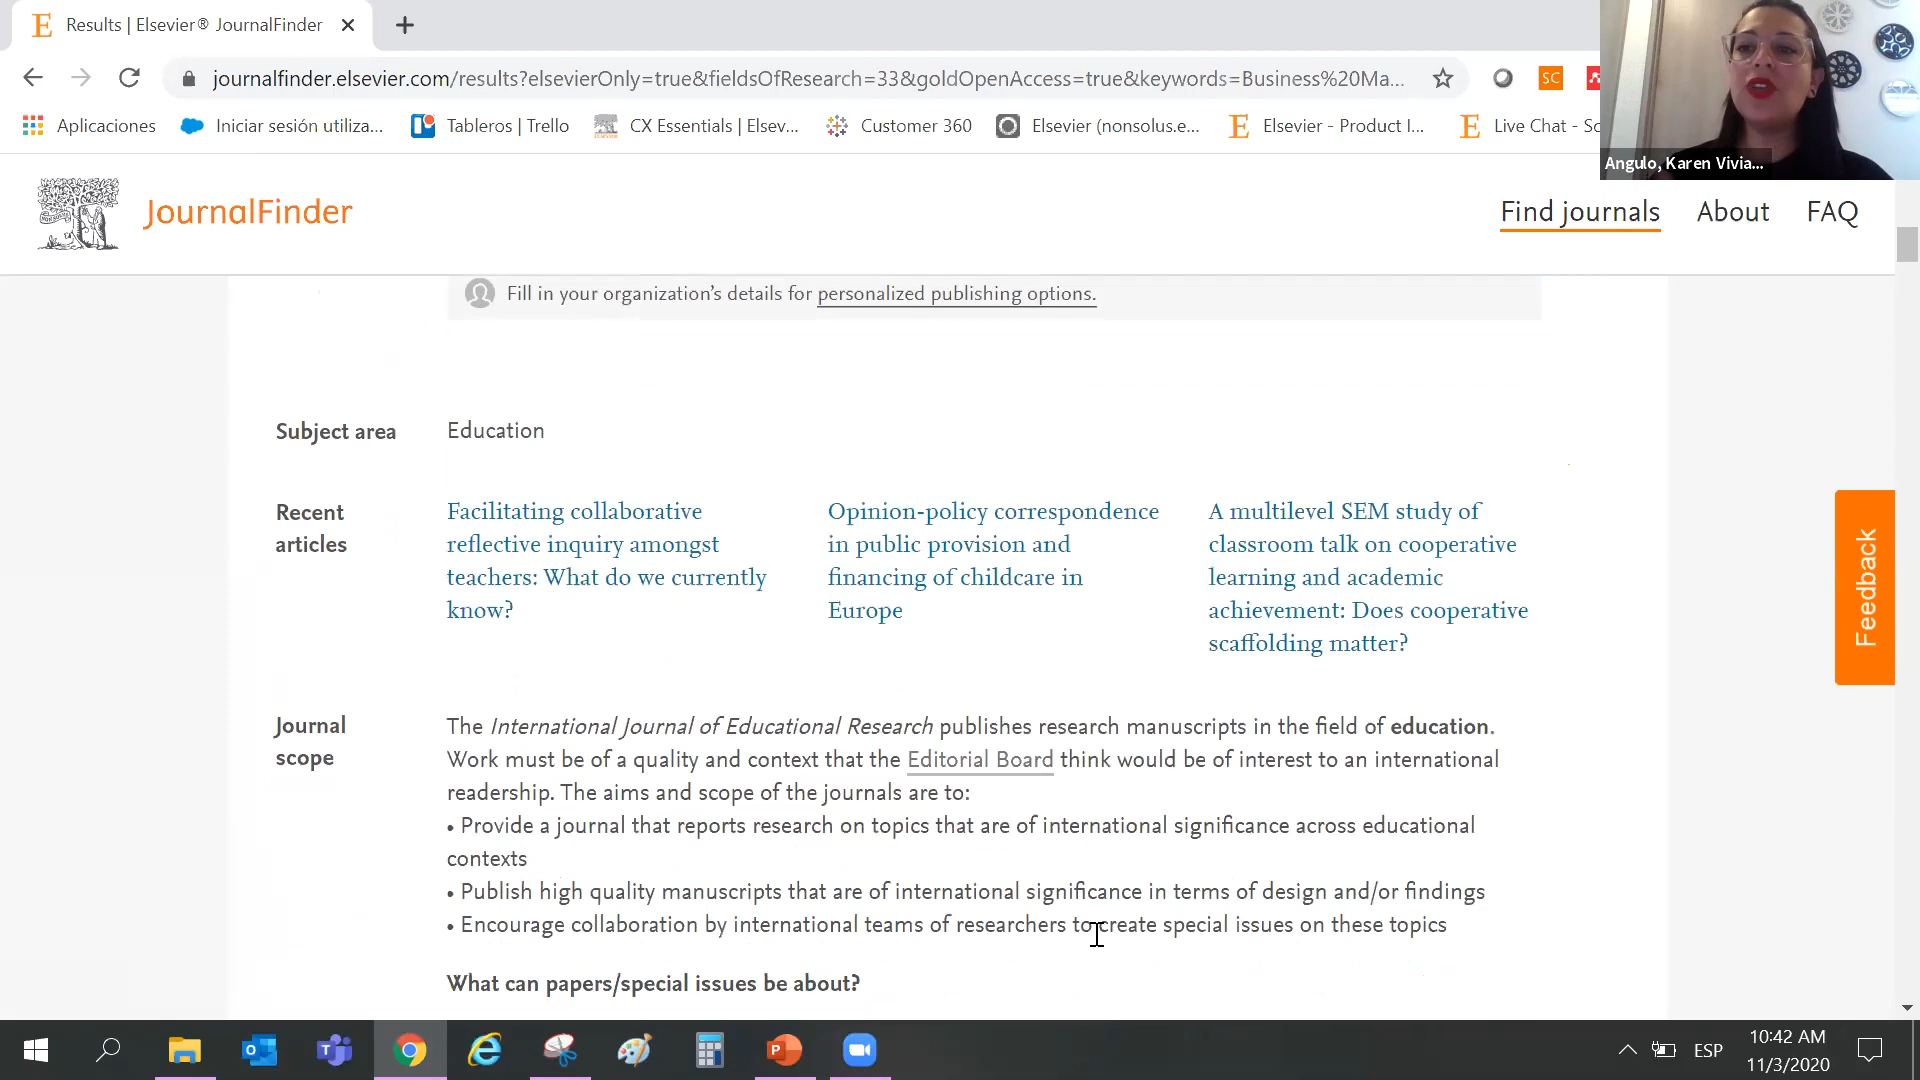 Results | Elsevier® JournalFinder
journalfinder.elsevier.com/results?elsevierOnly=true&fieldsOfResearch=33&goldOpenAccess=true&keywords=Business%20Ma...
SC
Aplicaciones
Iniciar sesión utiliza...
Tableros | Trello
CX Essentials | Elsev...
Customer 360
Elsevier (nonsolus.e...
Elsevier - Product I...
Live Chat - Sc
Angulo, Karen Vivia...
JournalFinder
Find journals
About
FAQ
Fill in your organization's details for personalized publishing options.
Subject area
Education
Recent
articles
Facilitating collaborative
reflective inquiry amongst
teachers: What do we currently
know?
Opinion-policy correspondence
in public provision and
financing of childcare in
Europe
A multilevel SEM study of
classroom talk on cooperative
learning and academic
achievement: Does cooperative
scaffolding matter?
Feedback
Journal
scope
The International Journal of Educational Research publishes research manuscripts in the field of education.
Work must be of a quality and context that the Editorial Board think would be of interest to an international
readership. The aims and scope of the journals are to:
• Provide a journal that reports research on topics that are of international significance across educational
contexts
• Publish high quality manuscripts that are of international significance in terms of design and/or findings
• Encourage collaboration by international teams of researchers to create special issues on these topics
What can papers/special issues be about?
ESP
10:42 AM
11/3/2020